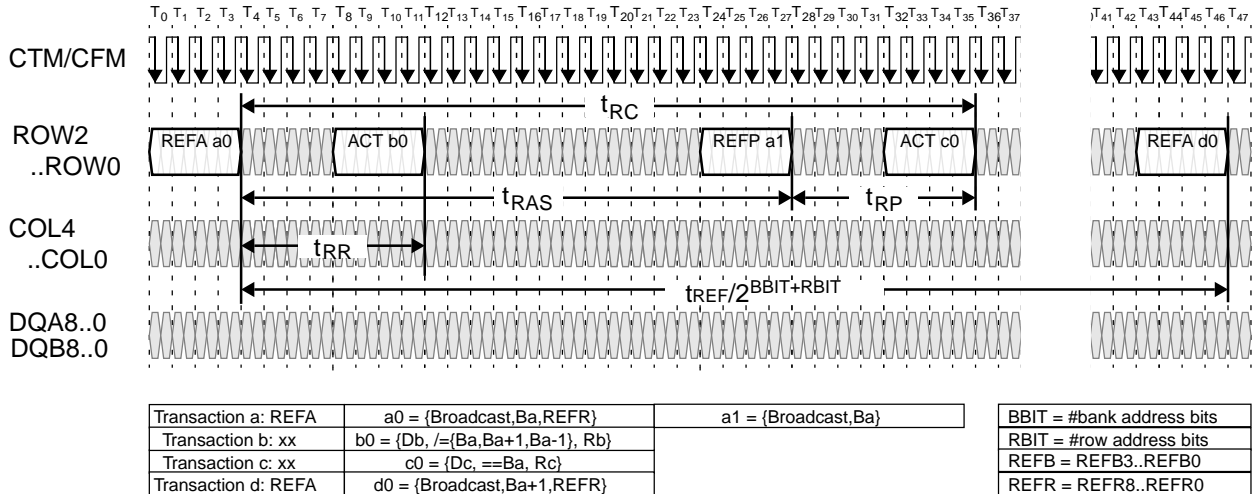 T0 T1 T2 T3 T4 T5 T6 T7 T8 T9 T10 T11 T12 T13 T14 T15 T16 T17 T18 T19 T20 T21 T22 T23 T24 T25 T26 T27 T28 T29 T30 T31 T32 T33 T34 T35 T36 T37 T41 T42 T43 T44 T45 T46 T47
CTM/CFM
tRC
ROW2
..ROW0
REFA a0 ACT b0 REFP a1 ACT c0 REFA d0
tRAS tRP
COL4
..COL0
tRR
tREF/2^BBIT+RBIT
DQA8..0
DQB8..0
Transaction a: REFA a0 = {Broadcast,Ba,REFR} a1 = {Broadcast,Ba} BBIT = #bank address bits
Transaction b: xx b0 = {Db, /={Ba,Ba+1,Ba-1}, Rb} RBIT = #row address bits
Transaction c: xx c0 = {Dc, ==Ba, Rc} REFB = REFB3..REFB0
Transaction d: REFA d0 = {Broadcast,Ba+1,REFR} REFR = REFR8..REFR0